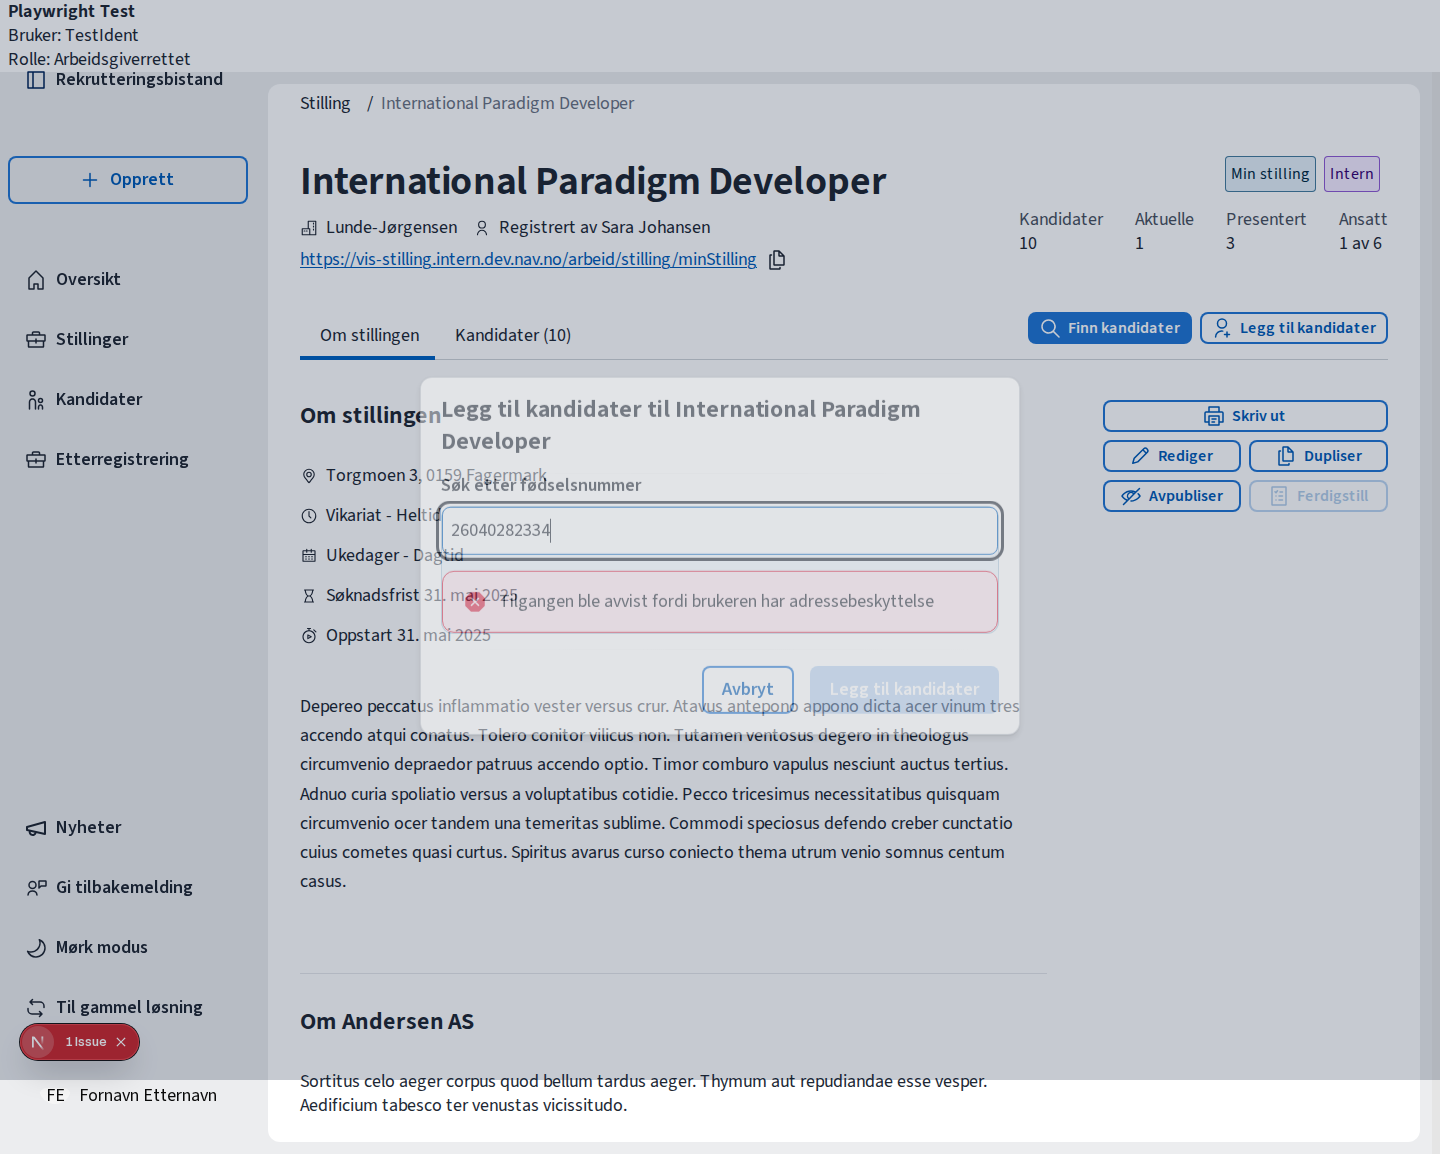 Playwright Test
Bruker: TestIdent
Rolle: Arbeidsgiverrettet
Rekrutteringsbistand
Opprett
Oversikt
Stillinger
Kandidater
Etterregistrering
Nyheter
Gi tilbakemelding
Mørk modus
Til gammel løsning
1 Issue
FE Fornavn Etternavn
Stilling / International Paradigm Developer
International Paradigm Developer
Min stilling Intern
Lunde-Jørgensen Registrert av Sara Johansen
https://vis-stilling.intern.dev.nav.no/arbeid/stilling/minStilling
Kandidater Aktuelle Presentert Ansatt
10 1 3 1 av 6
Om stillingen Kandidater (10)
Finn kandidater Legg til kandidater
Om stillingen
Torgmoen 3, 0159 Fagermark
Vikariat - Heltid
Ukedager - Dagtid
Søknadsfrist 31. mai 2025
Oppstart 31. mai 2025
Skriv ut
Rediger Dupliser
Avpubliser Ferdigstill
Legg til kandidater til International Paradigm
Developer
Søk etter fødselsnummer
26040282334
Tilgangen ble avvist fordi brukeren har adressebeskyttelse
Avbryt Legg til kandidater
Depereo peccatus inflammatio vester versus crur. Atavus antepono appono dicta acer vinum tres
accendo atqui conatus. Tolero conitor vilicus non. Tutamen ventosus degero in theologus
circumvenio depraedor patruus accendo optio. Timor comburo vapulus nesciunt auctus tertius.
Adnuo curia spoliatio versus a voluptatibus cotidie. Pecco tricesimus necessitatibus quisquam
circumvenio ocer tandem una temeritas sublime. Commodi speciosus defendo creber cunctatio
cuius cometes quasi curtus. Spiritus avarus curso coniecto thema utrum venio somnus centum
casus.
Om Andersen AS
Sortitus celo aeger corpus quod bellum tardus aeger. Thymum aut repudiandae esse vesper.
Aedificium tabesco ter venustas vicissitudo.